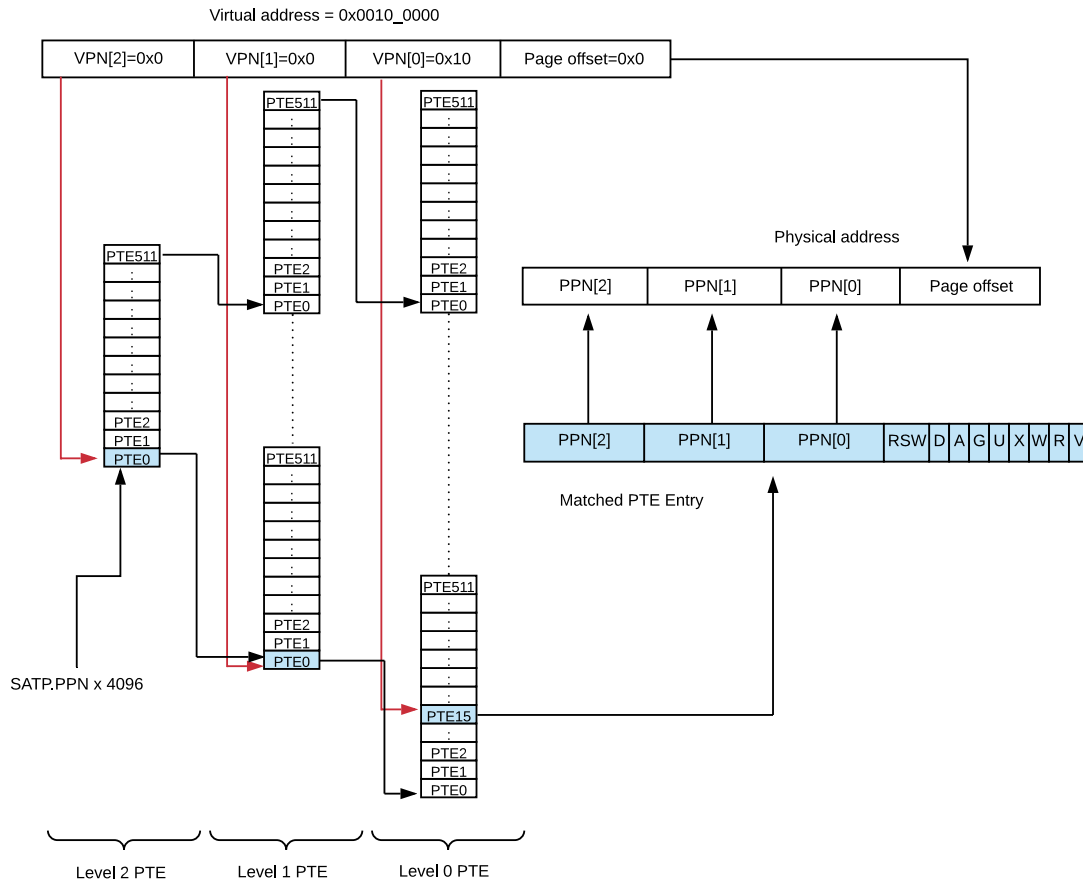 Virtual address = 0x0010_0000
VPN[2]=0x0 VPN[1]=0x0 VPN[0]=0x10 Page offset=0x0
PTE511
:
:
:
:
:
:
:
:
PTE2
PTE1
PTE0
PTE511
:
:
:
:
:
:
:
:
PTE2
PTE1
PTE0
PTE511
:
:
:
:
:
:
:
:
PTE2
PTE1
PTE0
PTE511
:
:
:
:
:
:
:
:
PTE2
PTE1
PTE0
PTE511
:
:
:
:
:
:
PTE15
:
PTE2
PTE1
PTE0
SATP.PPN x 4096
Physical address
PPN[2] PPN[1] PPN[0] Page offset
PPN[2] PPN[1] PPN[0] RSW D A G U X W R V
Matched PTE Entry
Level 2 PTE Level 1 PTE Level 0 PTE